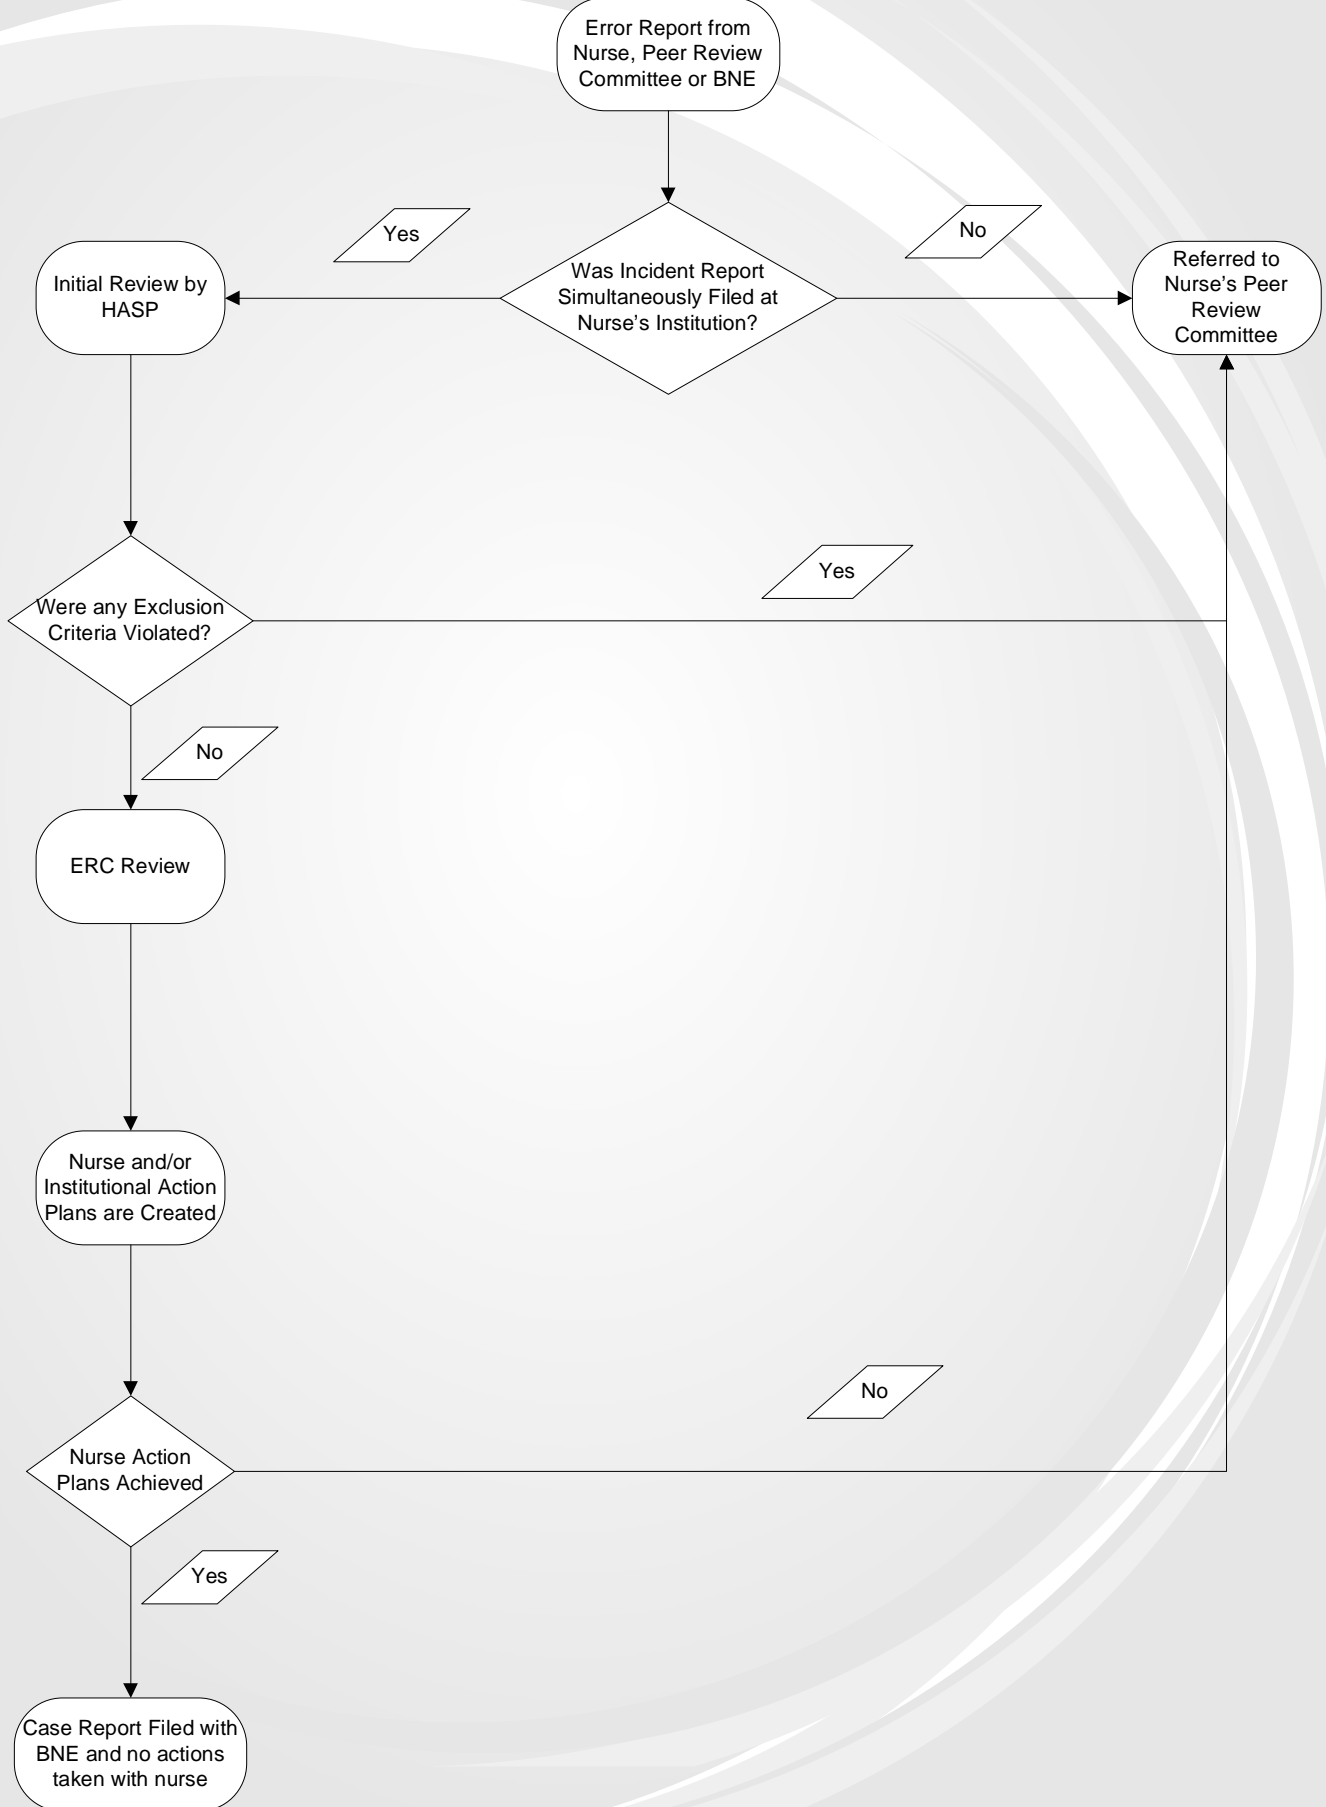 Error Report from
Nurse, Peer Review
Committee or BNE
Yes
No
Initial Review by
HASP
Was Incident Report
Simultaneously Filed at
Nurse’s Institution?
Referred to
Nurse’s Peer
Review
Committee
Yes
Were any Exclusion
Criteria Violated?
No
ERC Review
Nurse and/or
Institutional Action
Plans are Created
No
Nurse Action
Plans Achieved
Yes
Case Report Filed with
BNE and no actions
taken with nurse